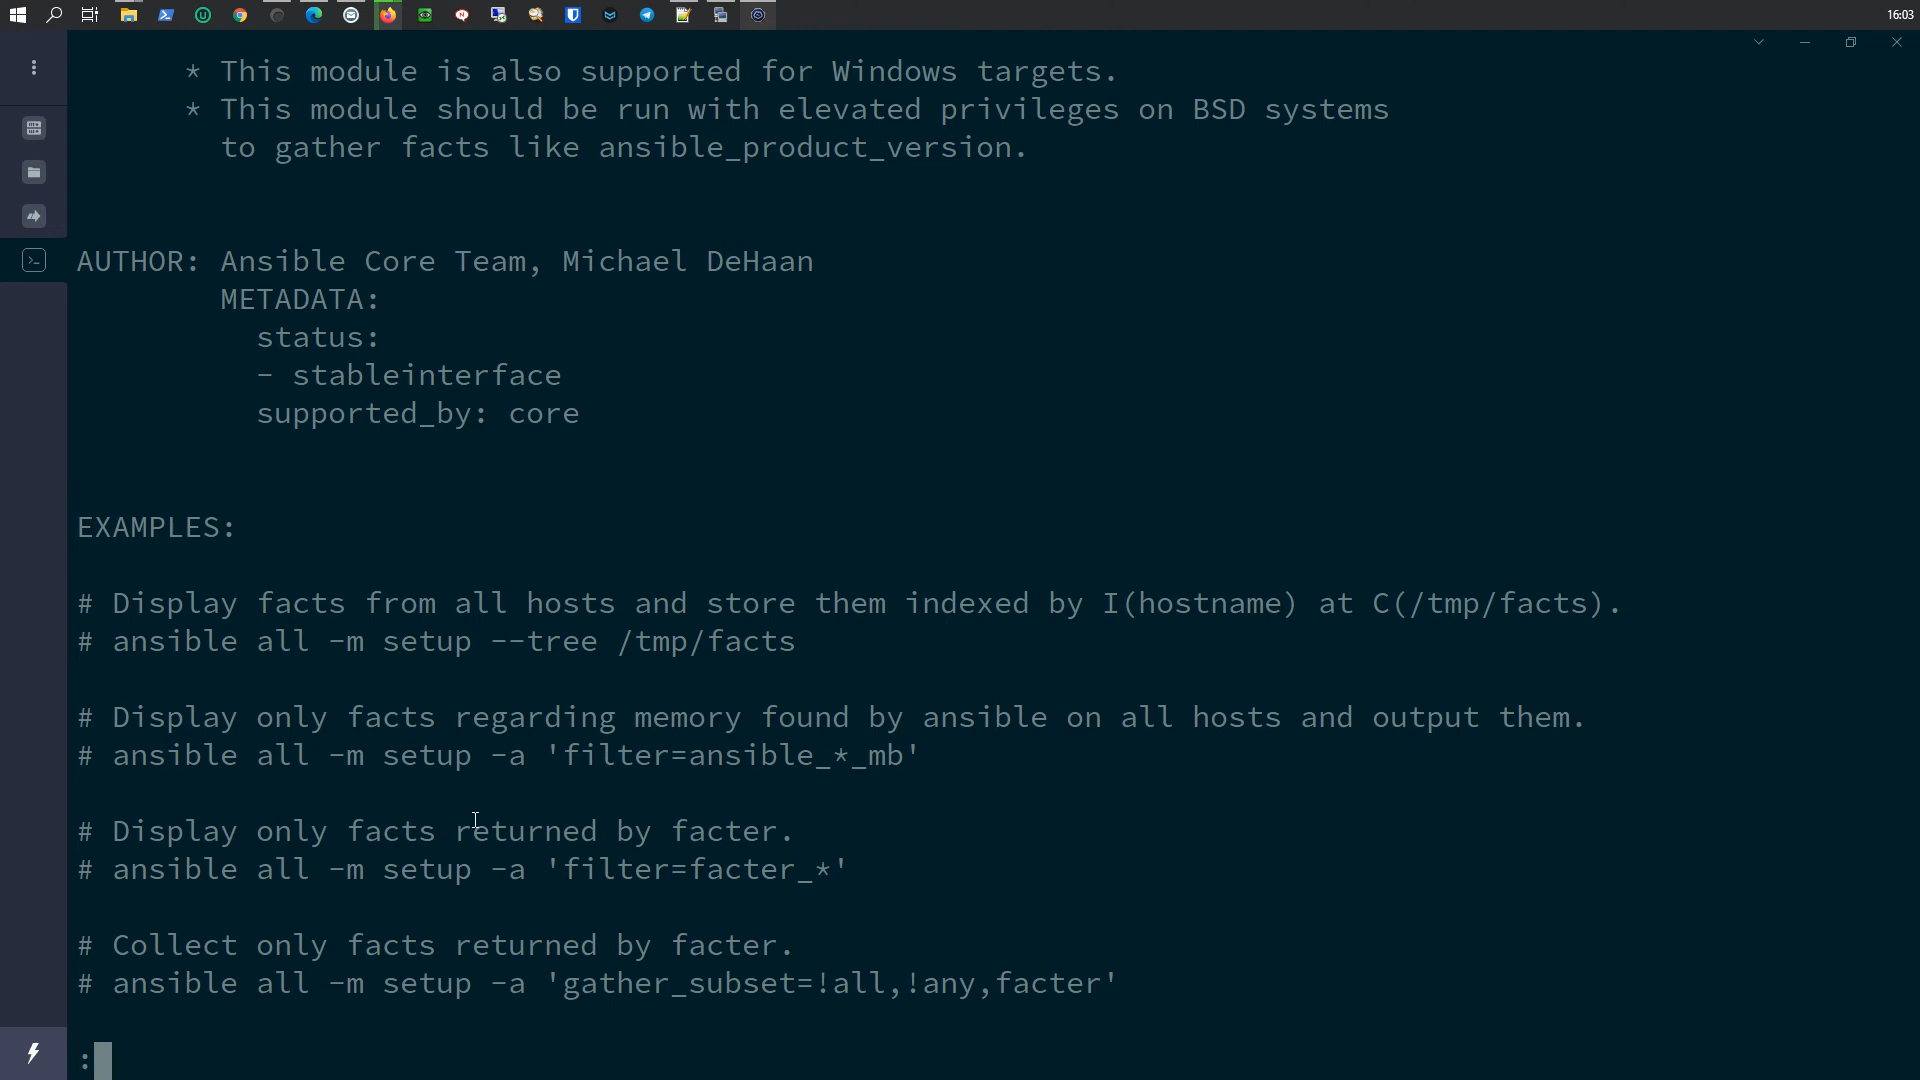 16:03
* This module is also supported for Windows targets.
* This module should be run with elevated privileges on BSD systems
to gather facts like ansible_product_version.
AUTHOR: Ansible Core Team, Michael DeHaan
METADATA:
status:
- stableinterface
supported_by: core
EXAMPLES:
# Display facts from all hosts and store them indexed by I(hostname) at C(/tmp/facts).
# ansible all -m setup --tree /tmp/facts
# Display only facts regarding memory found by ansible on all hosts and output them.
# ansible all -m setup -a 'filter=ansible_*_mb'
# Display only facts returned by facter.
# ansible all -m setup -a 'filter=facter_*'
# Collect only facts returned by facter.
# ansible all -m setup -a 'gather_subset=!all,!any,facter'
: